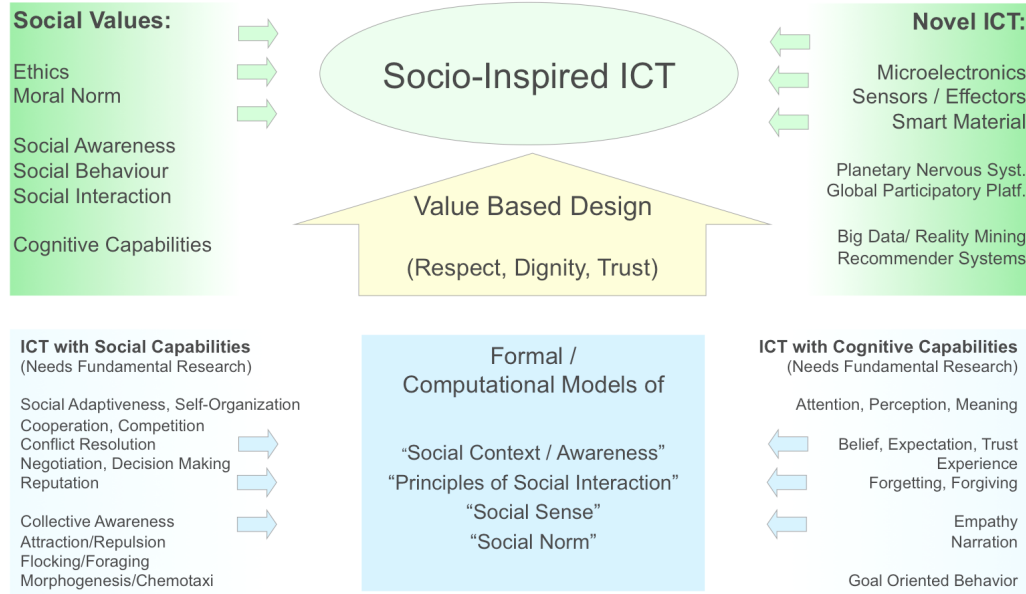 Social Values:
Ethics
Moral Norm
Social Awareness
Social Behaviour
Social Interaction
Cognitive Capabilities
Socio-Inspired ICT
Novel ICT:
Microelectronics
Sensors / Effectors
Smart Material
Planetary Nervous Syst.
Global Participatory Platf.
Big Data/ Reality Mining
Recommender Systems
Value Based Design
(Respect, Dignity, Trust)
ICT with Social Capabilities
(Needs Fundamental Research)
Social Adaptiveness, Self-Organization
Cooperation, Competition
Conflict Resolution
Negotiation, Decision Making
Reputation
Collective Awareness
Attraction/Repulsion
Flocking/Foraging
Morphogenesis/Chemotaxi
Formal /
Computational Models of
“Social Context / Awareness”
“Principles of Social Interaction”
“Social Sense”
“Social Norm”
ICT with Cognitive Capabilities
(Needs Fundamental Research)
Attention, Perception, Meaning
Belief, Expectation, Trust
Experience
Forgetting, Forgiving
Empathy
Narration
Goal Oriented Behavior